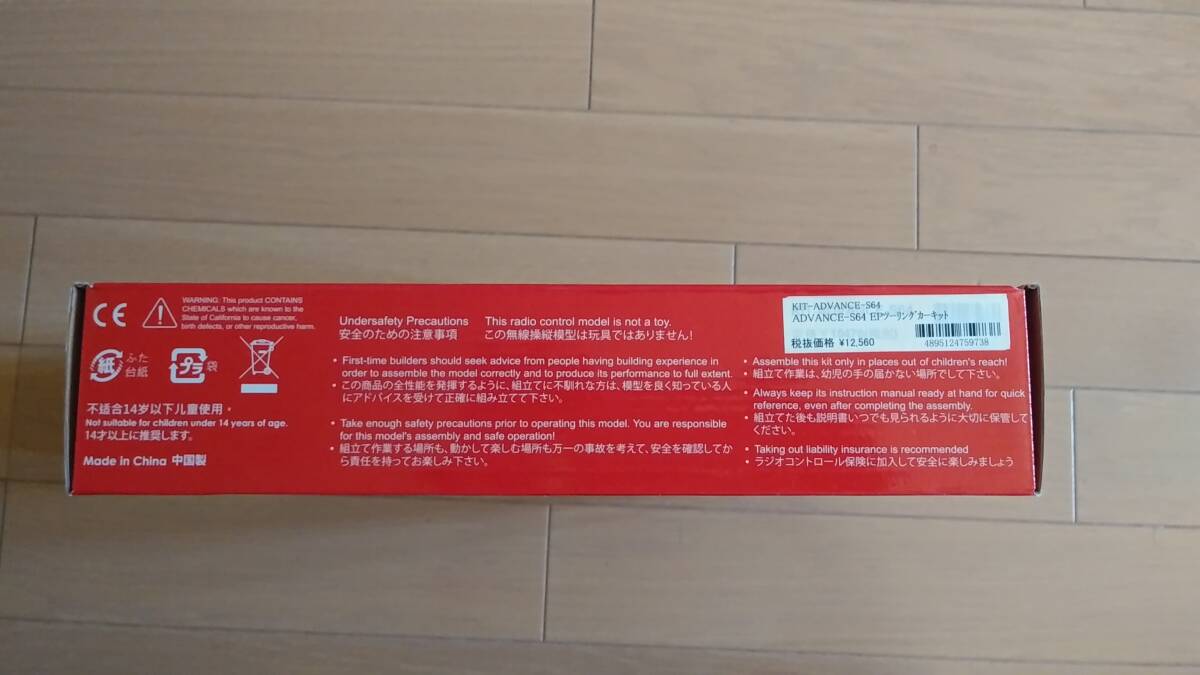 CE
WARNING: This product CONTAINS
CHEMICALS which are known to the
State of California to cause cancer,
birth defects, or other reproductive harm.
紙
ふた
台紙
プラ
袋
不适合14岁以下儿童使用。
Not suitable for children under 14 years of age.
14才以上に推奨します。
Made in China 中国製
Undersafety Precautions
安全のための注意事項
This radio control model is not a toy.
この無線操縦模型は玩具ではありません!
• First-time builders should seek advice from people having building experience in
order to assemble the model correctly and to produce its performance to full extent.
• この商品の全性能を発揮するように、組立てに不馴れな方は、模型を良く知っている人
にアドバイスを受けて正確に組み立てて下さい。
• Take enough safety precautions prior to operating this model. You are responsible
for this model's assembly and safe operation!
• 組立て作業する場所も、動かして楽しむ場所も万一の事故を考えて、安全を確認してか
ら責任を持ってお楽しみ下さい。
KIT-ADVANCE-S64
ADVANCE-S64 EPツーリングカーキット
税抜価格 ¥12,560
4895124759738
• Assemble this kit only in places out of children's reach!
• 組立て作業は、幼児の手の届かない場所でして下さい。
• Always keep its instruction manual ready at hand for quick
reference, even after completing the assembly.
• 組立てた後も説明書いつでも見られるように大切に保管して
ください。
• Taking out liability insurance is recommended
• ラジオコントロール保険に加入して安全に楽しみましょう